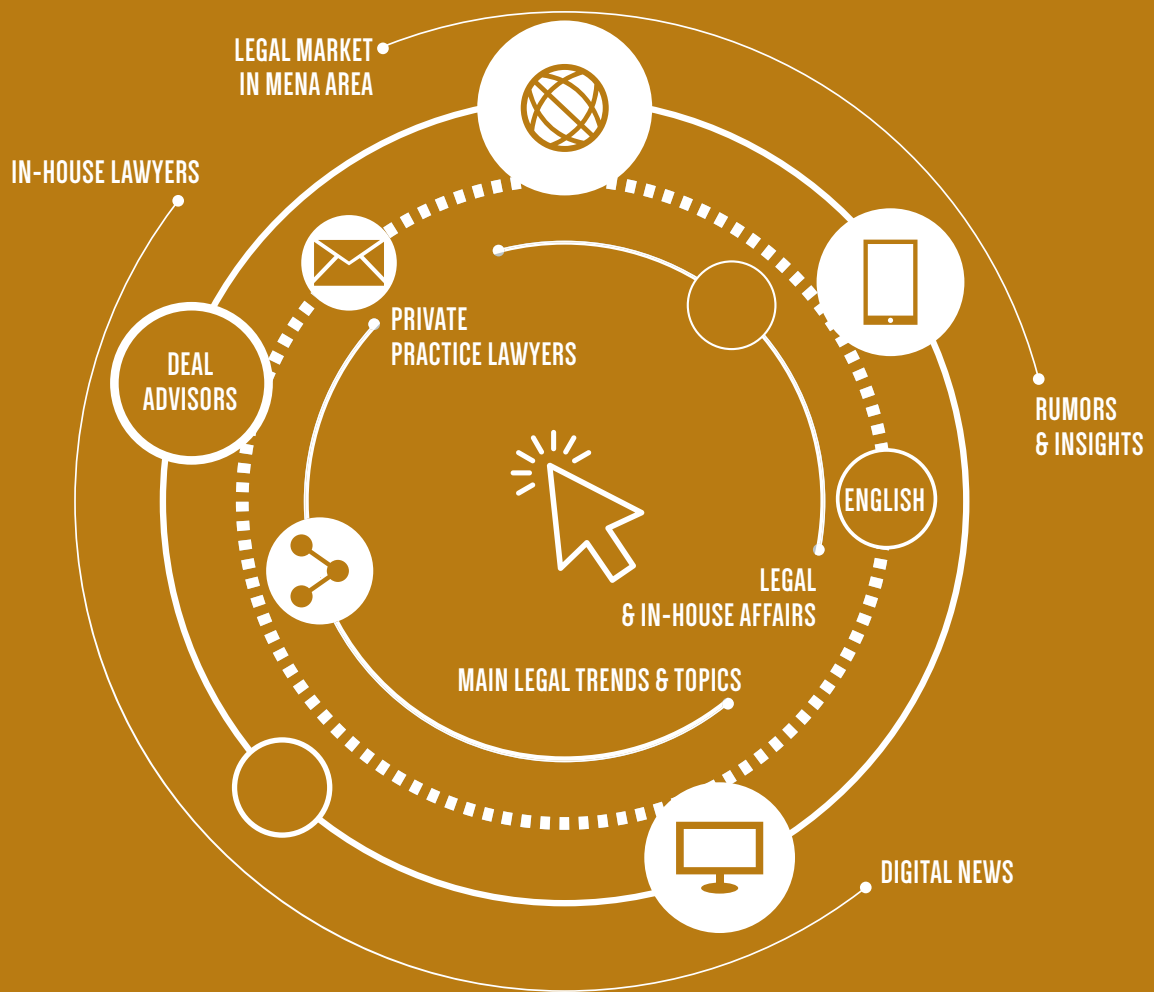 LEGAL MARKET
IN MENA AREA
IN-HOUSE LAWYERS
PRIVATE
PRACTICE LAWYERS
DEAL
ADVISORS
RUMORS
& INSIGHTS
ENGLISH
LEGAL
& IN-HOUSE AFFAIRS
MAIN LEGAL TRENDS & TOPICS
DIGITAL NEWS